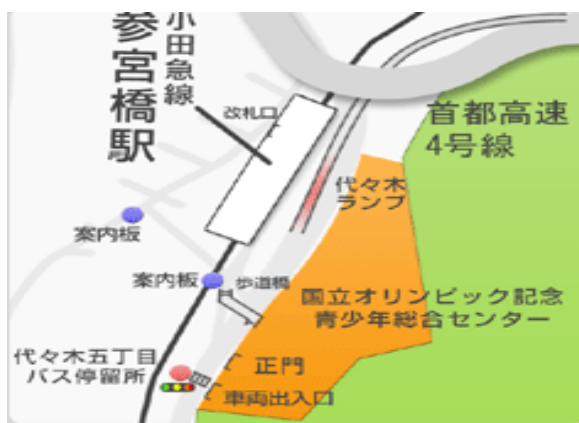 小田急線
参宮橋駅
改札口
首都高速
4号線
代々木
ランプ
案内板
案内板
歩道橋
国立オリンピック記念
青少年総合センター
代々木五丁目
バス停留所
正門
車両出入口